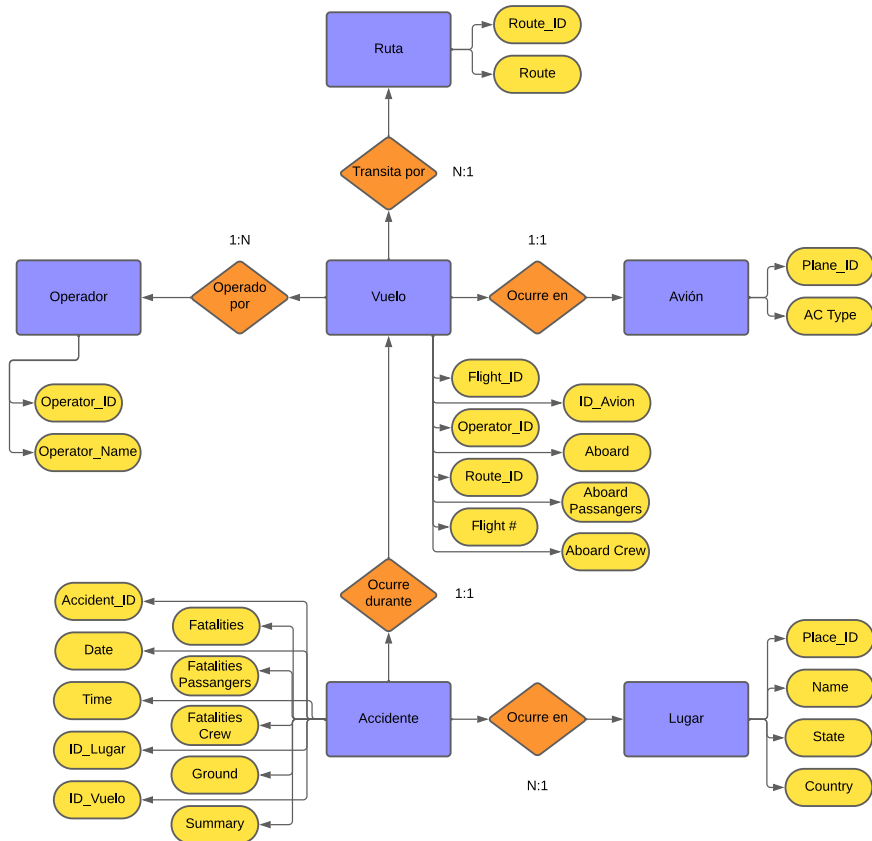 Route_ID
Ruta
Route
Transita por
N:1
1:N
1:1
Operador
Operado
por
Vuelo
Ocurre en
Avión
Plane_ID
AC Type
Operator_ID
Operator_Name
Flight_ID
ID_Avion
Operator_ID
Aboard
Route_ID
Aboard
Passangers
Flight #
Aboard Crew
Ocurre
durante
1:1
Accident_ID
Fatalities
Date
Fatalities
Passangers
Time
Fatalities
Crew
ID_Lugar
Ground
ID_Vuelo
Summary
Accidente
Ocurre en
N:1
Lugar
Place_ID
Name
State
Country